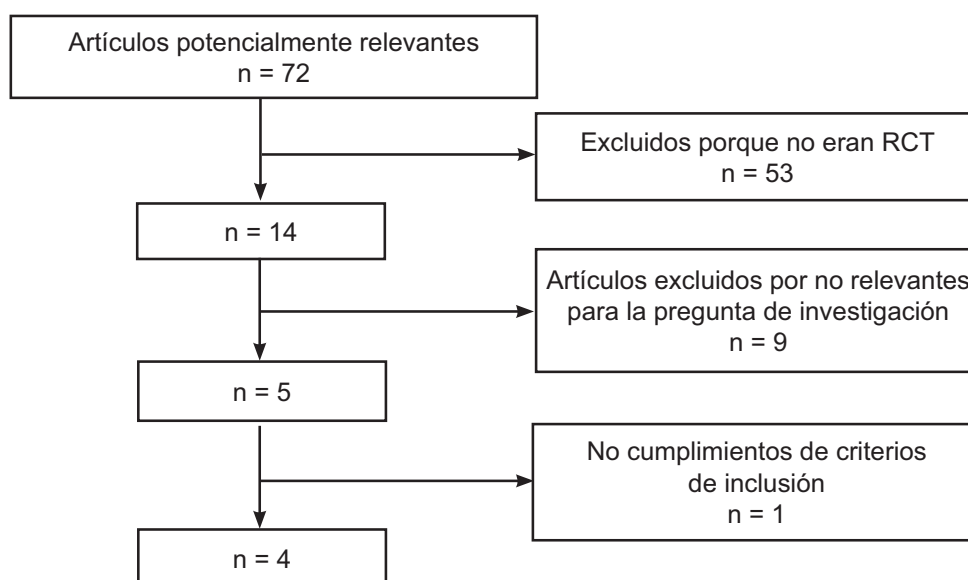 Artículos potencialmente relevantes
n = 72
Excluidos porque no eran RCT
n = 53
n = 14
Artículos excluidos por no relevantes
para la pregunta de investigación
n = 9
n = 5
No cumplimientos de criterios
de inclusión
n = 1
n = 4